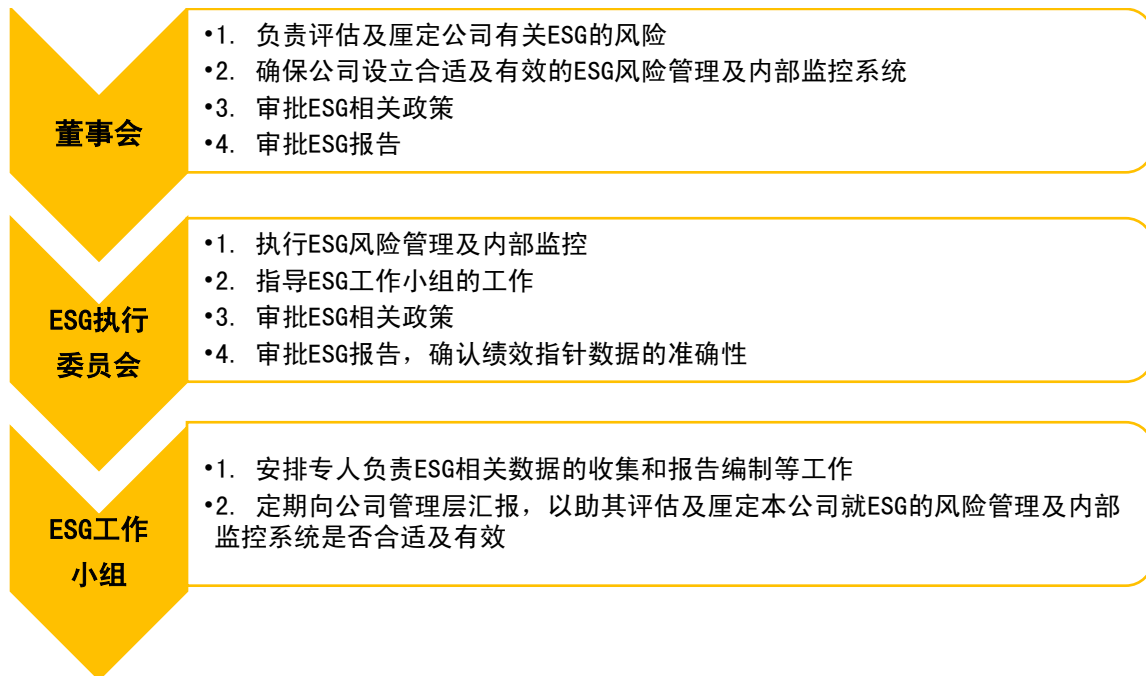 董事会
•1. 负责评估及厘定公司有关ESG的风险
•2. 确保公司设立合适及有效的ESG风险管理及内部监控系统
•3. 审批ESG相关政策
•4. 审批ESG报告
ESG执行
委员会
•1. 执行ESG风险管理及内部监控
•2. 指导ESG工作小组的工作
•3. 审批ESG相关政策
•4. 审批ESG报告，确认绩效指针数据的准确性
ESG工作
小组
•1. 安排专人负责ESG相关数据的收集和报告编制等工作
•2. 定期向公司管理层汇报，以助其评估及厘定本公司就ESG的风险管理及内部
监控系统是否合适及有效